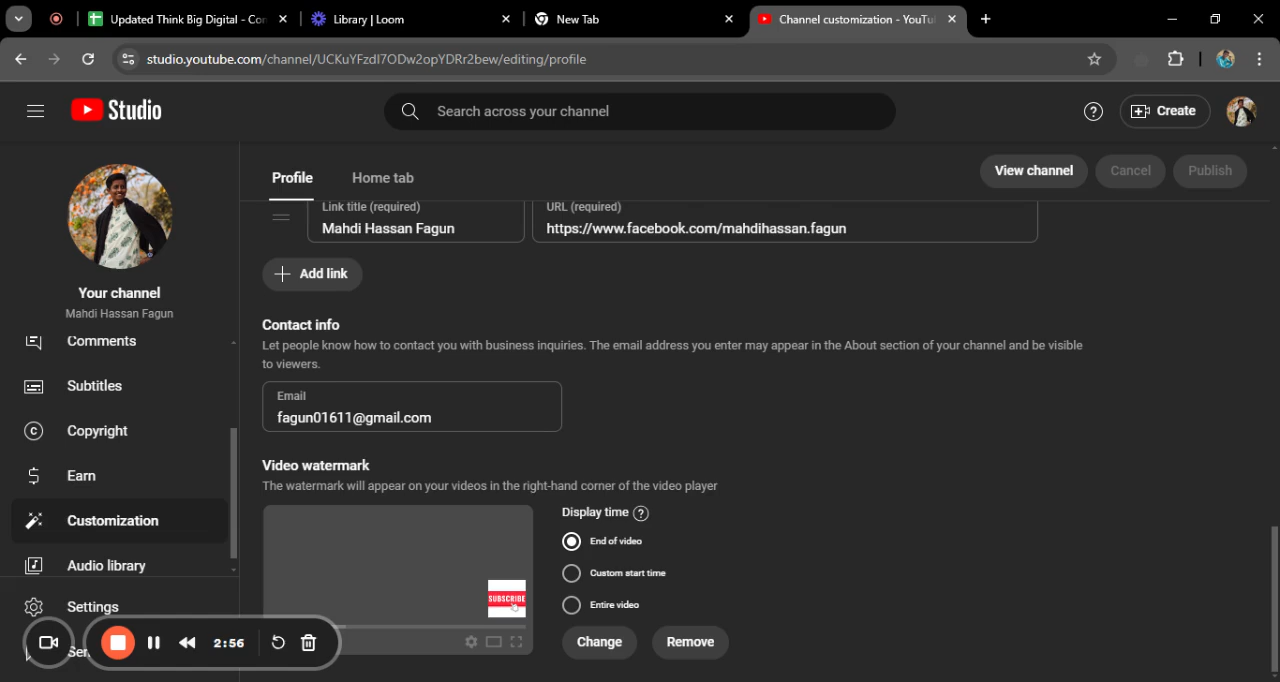 Updated Think Big Digital - Con
Library | Loom
New Tab
Channel customization - YouTu
studio.youtube.com/channel/UCKuYFzdI7ODw2opYDRr2bew/editing/profile
Studio
Search across your channel
Create
Profile
Home tab
View channel
Cancel
Publish
Link title (required)
URL (required)
Mahdi Hassan Fagun
https://www.facebook.com/mahdihassan.fagun
Add link
Your channel
Mahdi Hassan Fagun
Comments
Subtitles
Copyright
Earn
Customization
Audio library
Settings
Sen
Contact info
Let people know how to contact you with business inquiries. The email address you enter may appear in the About section of your channel and be visible
to viewers.
Email
fagun01611@gmail.com
Video watermark
The watermark will appear on your videos in the right-hand corner of the video player
SUBSCRIBE
Display time
End of video
Custom start time
Entire video
Change
Remove
2:56